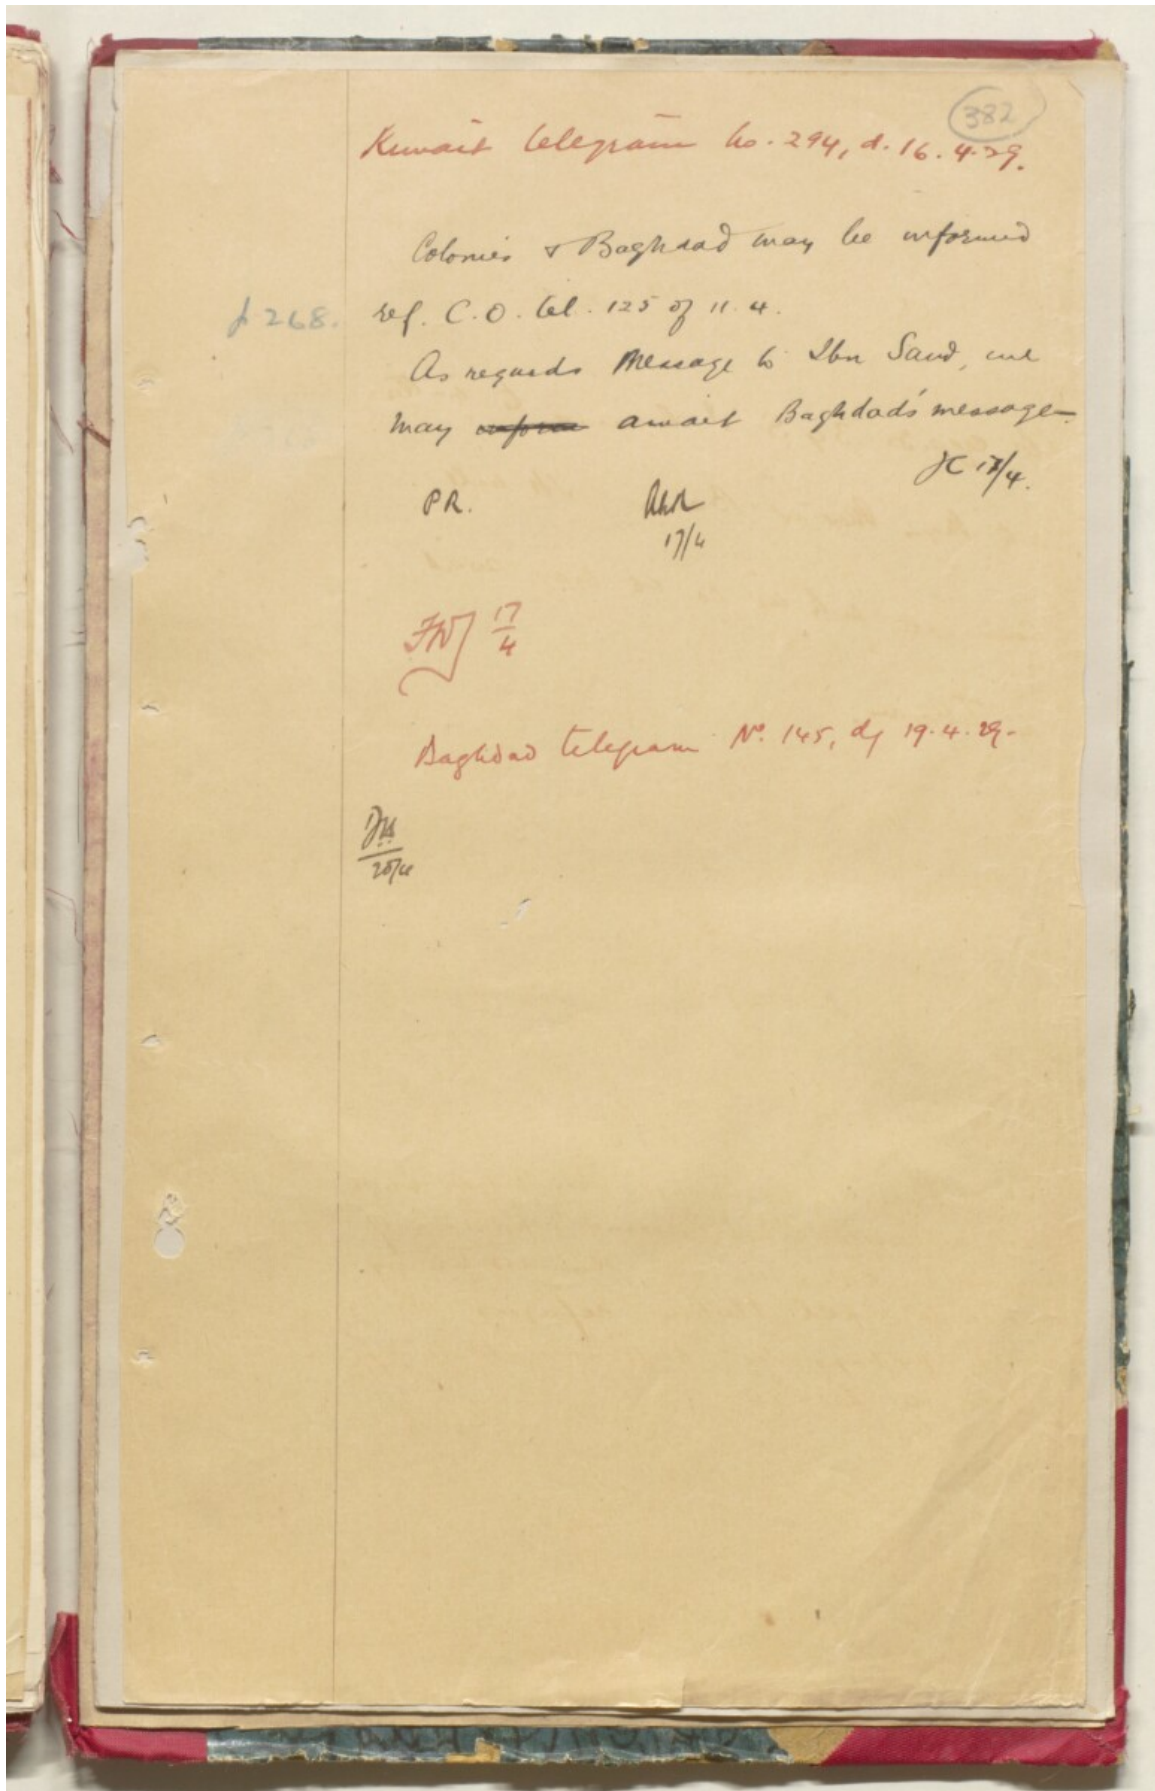 382
Kuwait telegram No. 294, d. 16.4.29.
Colonies & Baghdad may be informed
p 268. ref. C.O. tel. 125 of 11.4.
As regards message to Ibn Saud, we
may await Baghdad's message.
JC 17/4.
P.R.
17/4
17/4
Baghdad telegram No. 145, d/ 19.4.29.
20/4